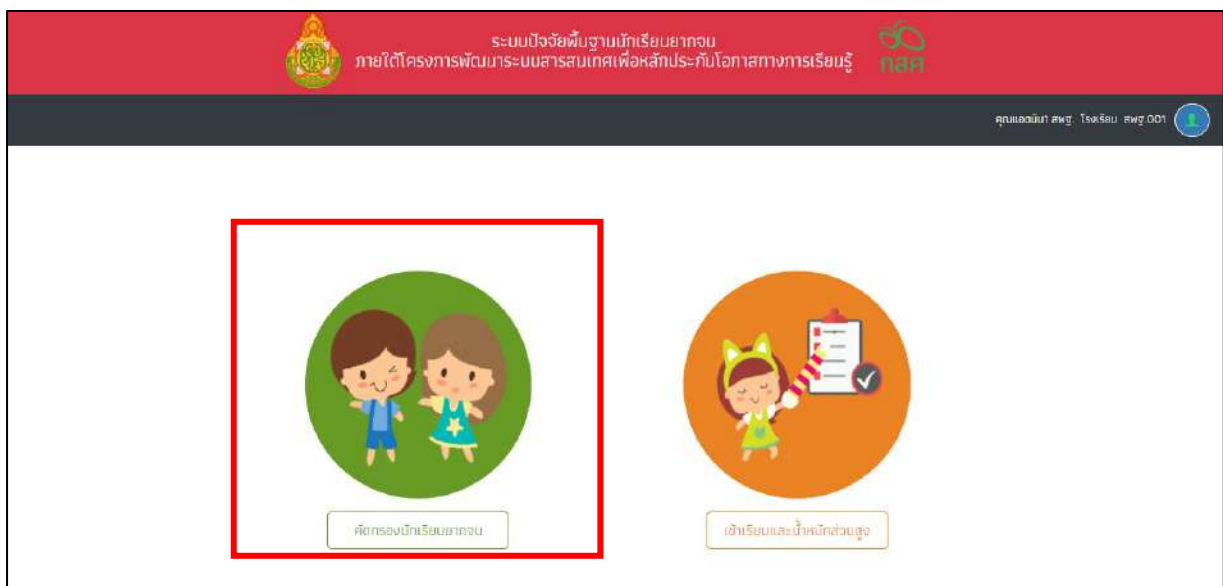 ระบบปัจจัยพื้นฐานนักเรียนยากจน
ภายใต้โครงการพัฒนาระบบสารสนเทศเพื่อหลักประกันโอกาสทางการเรียนรู้
กสศ
คุณแอดมิน1 สพฐ. โรงเรียน สพฐ.001
คัดกรองนักเรียนยากจน
เข้าเรียนและน้ำหนักส่วนสูง